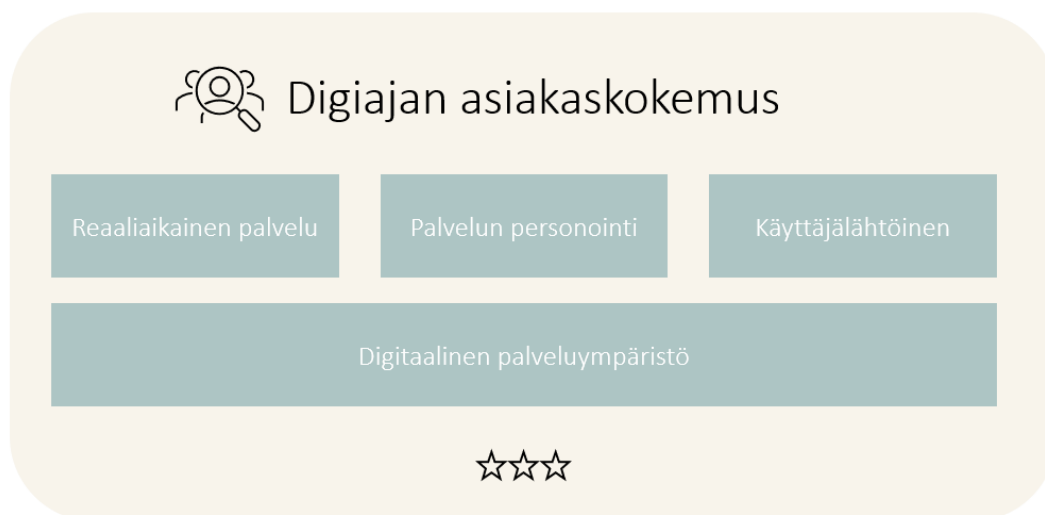 Digiajan asiakaskokemus
Reaaliaikainen palvelu
Palvelun personointi
Käyttäjälähtöinen
Digitaalinen palveluympäristö